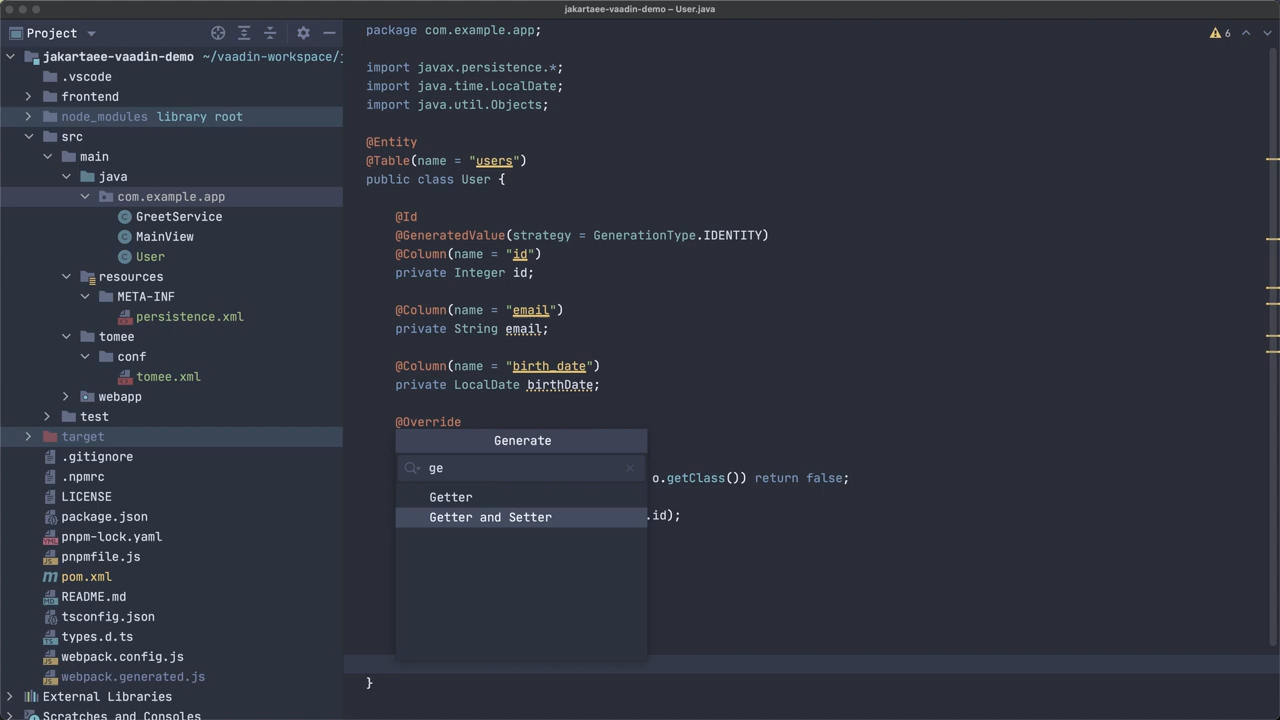 jakartaee-vaadin-demo – User.java
Project
jakartaee-vaadin-demo ~/vaadin-workspace/j
.vscode
frontend
node_modules library root
src
main
java
com.example.app
GreetService
MainView
User
resources
META-INF
persistence.xml
tomee
conf
tomee.xml
webapp
test
target
.gitignore
.npmrc
LICENSE
package.json
pnpm-lock.yaml
pnpmfile.js
pom.xml
README.md
tsconfig.json
types.d.ts
webpack.config.js
webpack.generated.js
External Libraries
Scratches and Consoles
6
package com.example.app;
import javax.persistence.*;
import java.time.LocalDate;
import java.util.Objects;
@Entity
@Table(name = "users")
public class User {
@Id
@GeneratedValue(strategy = GenerationType.IDENTITY)
@Column(name = "id")
private Integer id;
@Column(name = "email")
private String email;
@Column(name = "birth_date")
private LocalDate birthDate;
@Override
Generate
ge
Getter
Getter and Setter
o.getClass()) return false;
.id);
}